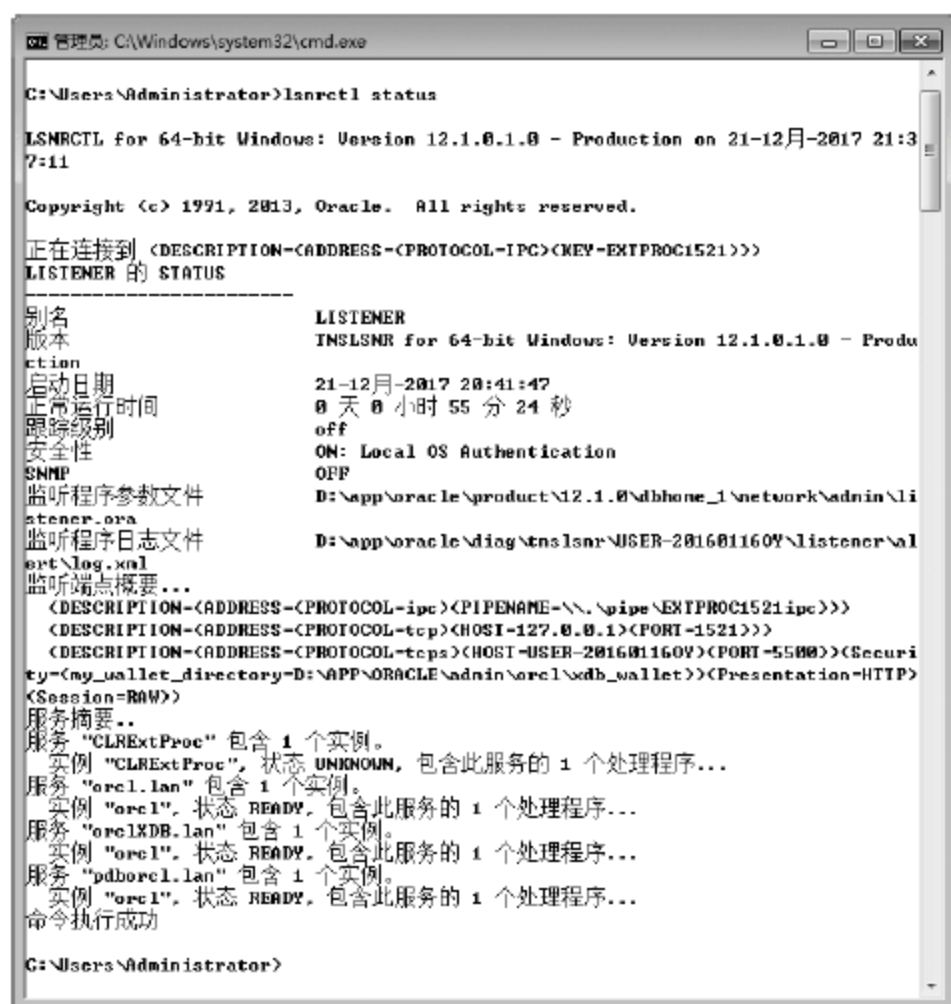 管理员: C:\Windows\system32\cmd.exe
C:\Users\Administrator>lsnrctl status
LSNRCTL for 64-bit Windows: Version 12.1.0.1.0 - Production on 21-12月-2017 21:3
7:11
Copyright (c) 1991, 2013, Oracle.  All rights reserved.
正在连接到 (DESCRIPTION=(ADDRESS=(PROTOCOL=IPC)(KEY=EXTPROC1521)))
LISTENER 的 STATUS
------------------------
别名                      LISTENER
版本                      TNSLSNR for 64-bit Windows: Version 12.1.0.1.0 - Produ
ction
启动日期                  21-12月-2017 20:41:47
正常运行时间              0 天 0 小时 55 分 24 秒
跟踪级别                  off
安全性                    ON: Local OS Authentication
SNMP                      OFF
监听程序参数文件          D:\app\oracle\product\12.1.0\dbhome_1\network\admin\li
stener.ora
监听程序日志文件          D:\app\oracle\diag\tnslsnr\USER-20160116OY\listener\al
ert\log.xml
监听端点概要...
  (DESCRIPTION=(ADDRESS=(PROTOCOL=ipc)(PIPENAME=\\.\pipe\EXTPROC1521ipc)))
  (DESCRIPTION=(ADDRESS=(PROTOCOL=tcp)(HOST=127.0.0.1)(PORT=1521)))
  (DESCRIPTION=(ADDRESS=(PROTOCOL=tcps)(HOST=USER-20160116OY)(PORT=5500))(Securi
ty=(my_wallet_directory=D:\APP\ORACLE\admin\orcl\xdb_wallet))(Presentation=HTTP)
(Session=RAW))
服务摘要..
服务 "CLRExtProc" 包含 1 个实例。
  实例 "CLRExtProc", 状态 UNKNOWN, 包含此服务的 1 个处理程序...
服务 "orcl.lan" 包含 1 个实例。
  实例 "orcl", 状态 READY, 包含此服务的 1 个处理程序...
服务 "orclXDB.lan" 包含 1 个实例。
  实例 "orcl", 状态 READY, 包含此服务的 1 个处理程序...
服务 "pdborcl.lan" 包含 1 个实例。
  实例 "orcl", 状态 READY, 包含此服务的 1 个处理程序...
命令执行成功
C:\Users\Administrator>